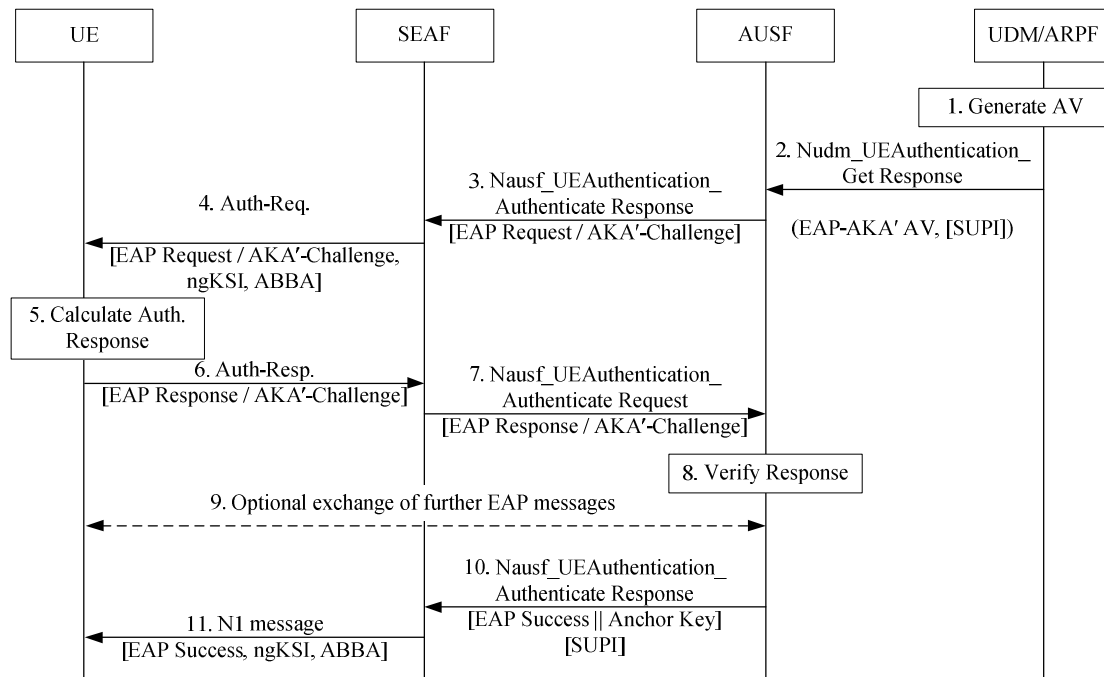 UE
SEAF
AUSF
UDM/ARPF
1. Generate AV
2. Nudm_UEAuthentication_
Get Response
(EAP-AKA′ AV, [SUPI])
3. Nausf_UEAuthentication_
Authenticate Response
[EAP Request / AKA′-Challenge]
4. Auth-Req.
[EAP Request / AKA′-Challenge,
ngKSI, ABBA]
5. Calculate Auth.
Response
6. Auth-Resp.
[EAP Response / AKA′-Challenge]
7. Nausf_UEAuthentication_
Authenticate Request
[EAP Response / AKA′-Challenge]
8. Verify Response
9. Optional exchange of further EAP messages
10. Nausf_UEAuthentication_
Authenticate Response
[EAP Success || Anchor Key]
[SUPI]
11. N1 message
[EAP Success, ngKSI, ABBA]